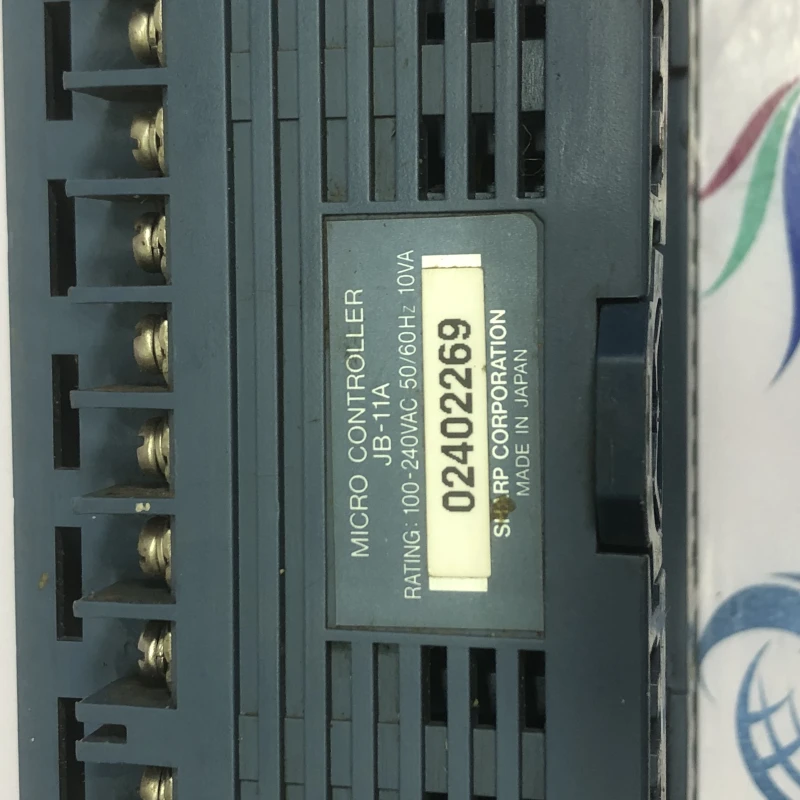 MICRO CONTROLLER
JB-11A
RATING: 100-240VAC 50/60Hz 10VA
02402269
SHARP CORPORATION
MADE IN JAPAN